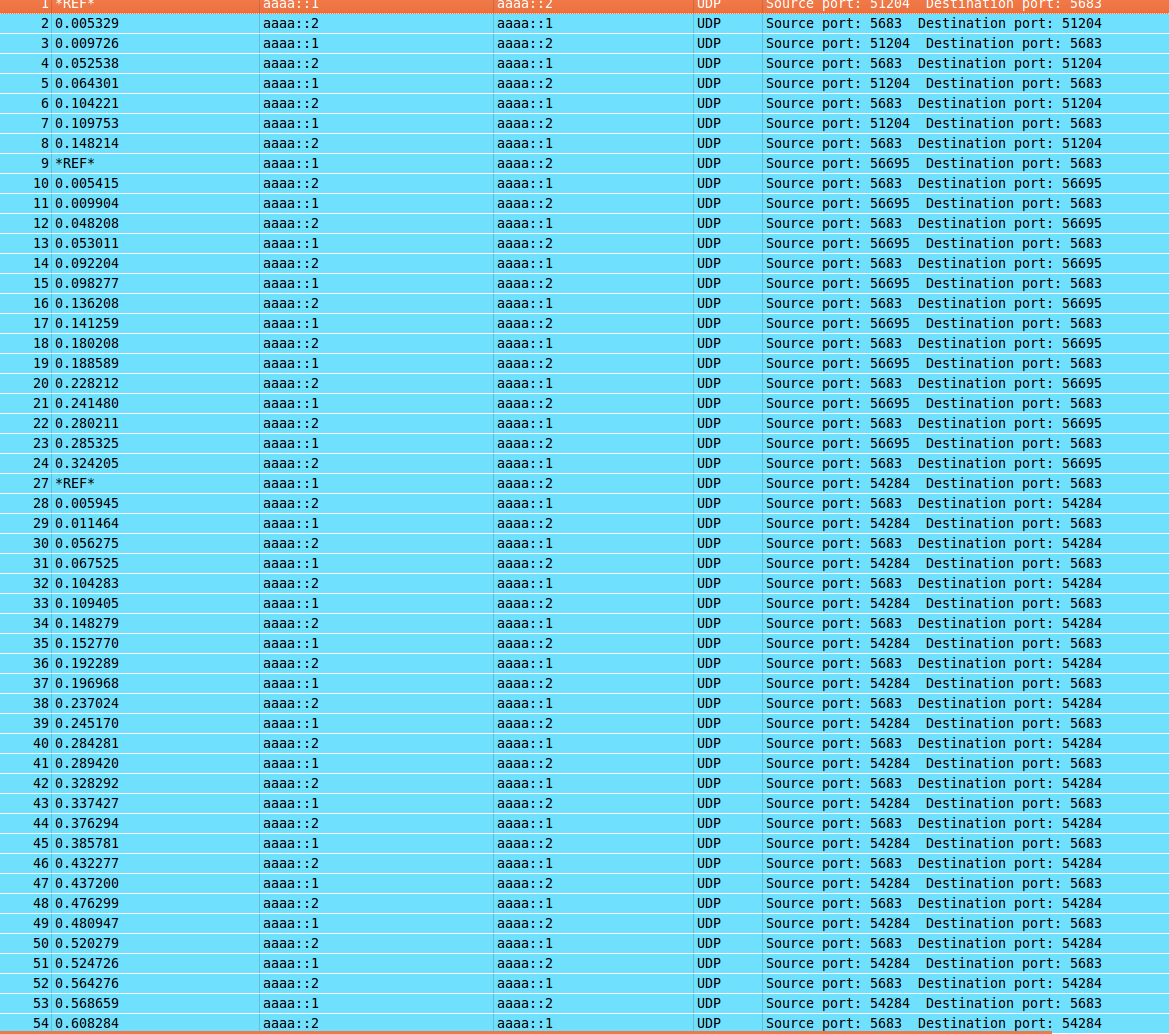 1 *REF* aaaa::1 aaaa::2 UDP Source port: 51204 Destination port: 5683
2 0.005329 aaaa::2 aaaa::1 UDP Source port: 5683 Destination port: 51204
3 0.009726 aaaa::1 aaaa::2 UDP Source port: 51204 Destination port: 5683
4 0.052538 aaaa::2 aaaa::1 UDP Source port: 5683 Destination port: 51204
5 0.064301 aaaa::1 aaaa::2 UDP Source port: 51204 Destination port: 5683
6 0.104221 aaaa::2 aaaa::1 UDP Source port: 5683 Destination port: 51204
7 0.109753 aaaa::1 aaaa::2 UDP Source port: 51204 Destination port: 5683
8 0.148214 aaaa::2 aaaa::1 UDP Source port: 5683 Destination port: 51204
9 *REF* aaaa::1 aaaa::2 UDP Source port: 56695 Destination port: 5683
10 0.005415 aaaa::2 aaaa::1 UDP Source port: 5683 Destination port: 56695
11 0.009904 aaaa::1 aaaa::2 UDP Source port: 56695 Destination port: 5683
12 0.048208 aaaa::2 aaaa::1 UDP Source port: 5683 Destination port: 56695
13 0.053011 aaaa::1 aaaa::2 UDP Source port: 56695 Destination port: 5683
14 0.092204 aaaa::2 aaaa::1 UDP Source port: 5683 Destination port: 56695
15 0.098277 aaaa::1 aaaa::2 UDP Source port: 56695 Destination port: 5683
16 0.136208 aaaa::2 aaaa::1 UDP Source port: 5683 Destination port: 56695
17 0.141259 aaaa::1 aaaa::2 UDP Source port: 56695 Destination port: 5683
18 0.180208 aaaa::2 aaaa::1 UDP Source port: 5683 Destination port: 56695
19 0.188589 aaaa::1 aaaa::2 UDP Source port: 56695 Destination port: 5683
20 0.228212 aaaa::2 aaaa::1 UDP Source port: 5683 Destination port: 56695
21 0.241480 aaaa::1 aaaa::2 UDP Source port: 56695 Destination port: 5683
22 0.280211 aaaa::2 aaaa::1 UDP Source port: 5683 Destination port: 56695
23 0.285325 aaaa::1 aaaa::2 UDP Source port: 56695 Destination port: 5683
24 0.324205 aaaa::2 aaaa::1 UDP Source port: 5683 Destination port: 56695
27 *REF* aaaa::1 aaaa::2 UDP Source port: 54284 Destination port: 5683
28 0.005945 aaaa::2 aaaa::1 UDP Source port: 5683 Destination port: 54284
29 0.011464 aaaa::1 aaaa::2 UDP Source port: 54284 Destination port: 5683
30 0.056275 aaaa::2 aaaa::1 UDP Source port: 5683 Destination port: 54284
31 0.067525 aaaa::1 aaaa::2 UDP Source port: 54284 Destination port: 5683
32 0.104283 aaaa::2 aaaa::1 UDP Source port: 5683 Destination port: 54284
33 0.109405 aaaa::1 aaaa::2 UDP Source port: 54284 Destination port: 5683
34 0.148279 aaaa::2 aaaa::1 UDP Source port: 5683 Destination port: 54284
35 0.152770 aaaa::1 aaaa::2 UDP Source port: 54284 Destination port: 5683
36 0.192289 aaaa::2 aaaa::1 UDP Source port: 5683 Destination port: 54284
37 0.196968 aaaa::1 aaaa::2 UDP Source port: 54284 Destination port: 5683
38 0.237024 aaaa::2 aaaa::1 UDP Source port: 5683 Destination port: 54284
39 0.245170 aaaa::1 aaaa::2 UDP Source port: 54284 Destination port: 5683
40 0.284281 aaaa::2 aaaa::1 UDP Source port: 5683 Destination port: 54284
41 0.289420 aaaa::1 aaaa::2 UDP Source port: 54284 Destination port: 5683
42 0.328292 aaaa::2 aaaa::1 UDP Source port: 5683 Destination port: 54284
43 0.337427 aaaa::1 aaaa::2 UDP Source port: 54284 Destination port: 5683
44 0.376294 aaaa::2 aaaa::1 UDP Source port: 5683 Destination port: 54284
45 0.385781 aaaa::1 aaaa::2 UDP Source port: 54284 Destination port: 5683
46 0.432277 aaaa::2 aaaa::1 UDP Source port: 5683 Destination port: 54284
47 0.437200 aaaa::1 aaaa::2 UDP Source port: 54284 Destination port: 5683
48 0.476299 aaaa::2 aaaa::1 UDP Source port: 5683 Destination port: 54284
49 0.480947 aaaa::1 aaaa::2 UDP Source port: 54284 Destination port: 5683
50 0.520279 aaaa::2 aaaa::1 UDP Source port: 5683 Destination port: 54284
51 0.524726 aaaa::1 aaaa::2 UDP Source port: 54284 Destination port: 5683
52 0.564276 aaaa::2 aaaa::1 UDP Source port: 5683 Destination port: 54284
53 0.568659 aaaa::1 aaaa::2 UDP Source port: 54284 Destination port: 5683
54 0.608284 aaaa::2 aaaa::1 UDP Source port: 5683 Destination port: 54284